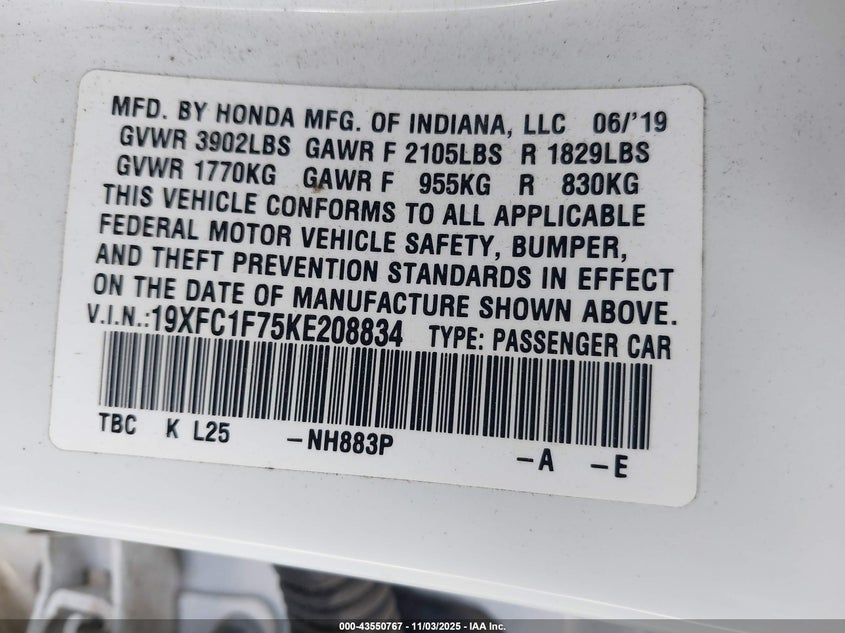 MFD. BY HONDA MFG. OF INDIANA, LLC 06/'19
GVWR 3902LBS GAWR F 2105LBS R 1829LBS
GVWR 1770KG GAWR F 955KG R 830KG
THIS VEHICLE CONFORMS TO ALL APPLICABLE
FEDERAL MOTOR VEHICLE SAFETY, BUMPER,
AND THEFT PREVENTION STANDARDS IN EFFECT
ON THE DATE OF MANUFACTURE SHOWN ABOVE.
V.I.N.:19XFC1F75KE208834 TYPE: PASSENGER CAR
TBC K L25 -NH883P -A -E
000-43550767 - 11/03/2025 - IAA Inc.